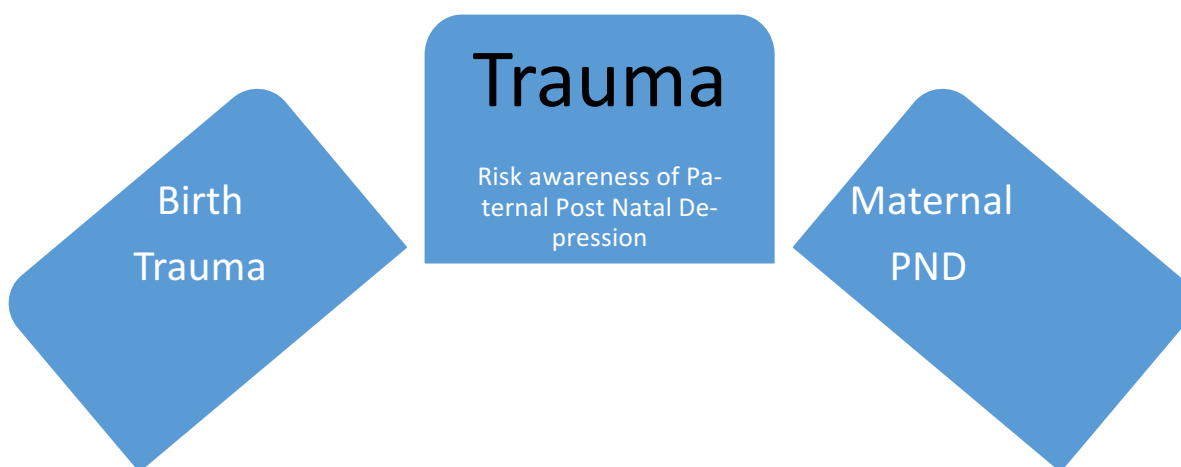 Trauma
Risk awareness of Pa-
ternal Post Natal De-
pression
Birth
Trauma
Maternal
PND